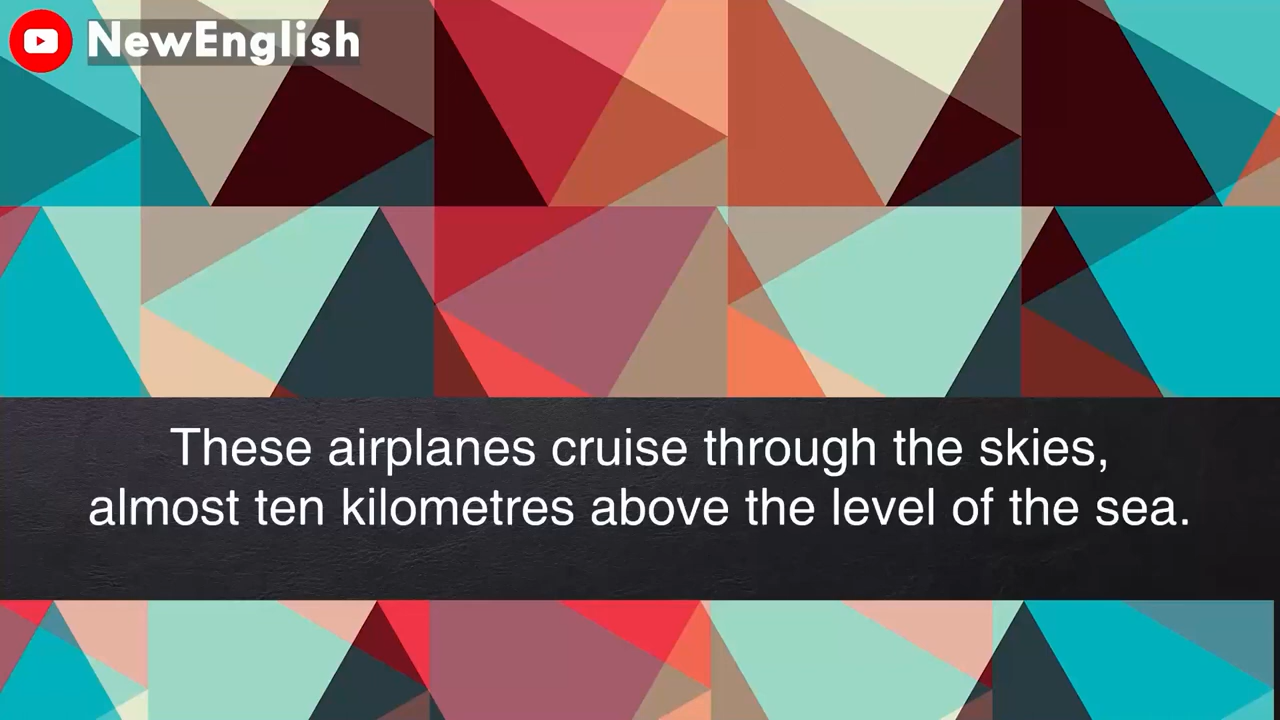 NewEnglish
These airplanes cruise through the skies,
almost ten kilometres above the level of the sea.